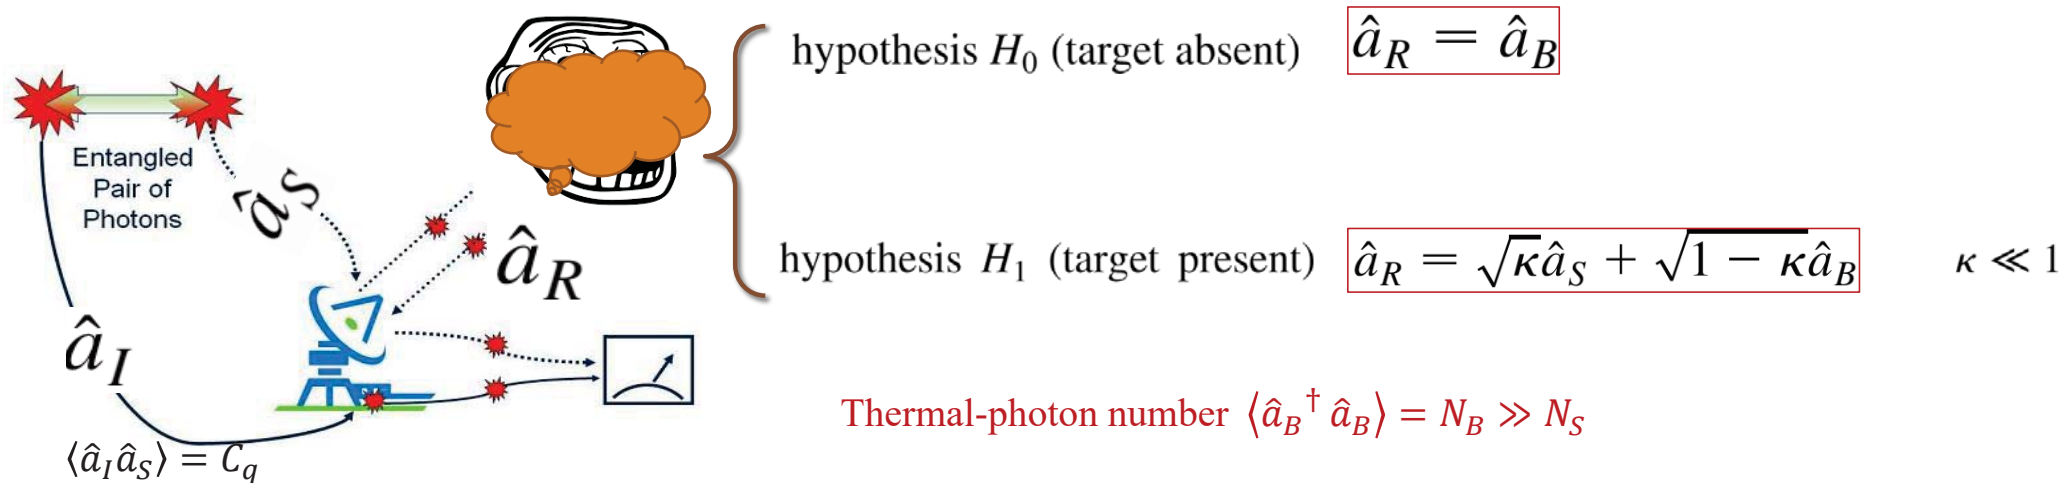 hypothesis H₀ (target absent) â_R = â_B
Entangled
Pair of
Photons
â_S
â_R
hypothesis H₁ (target present) â_R = √κ â_S + √(1 − κ) â_B κ ≪ 1
â_I
Thermal-photon number ⟨â_B† â_B⟩ = N_B ≫ N_S
⟨â_I â_S⟩ = C_q